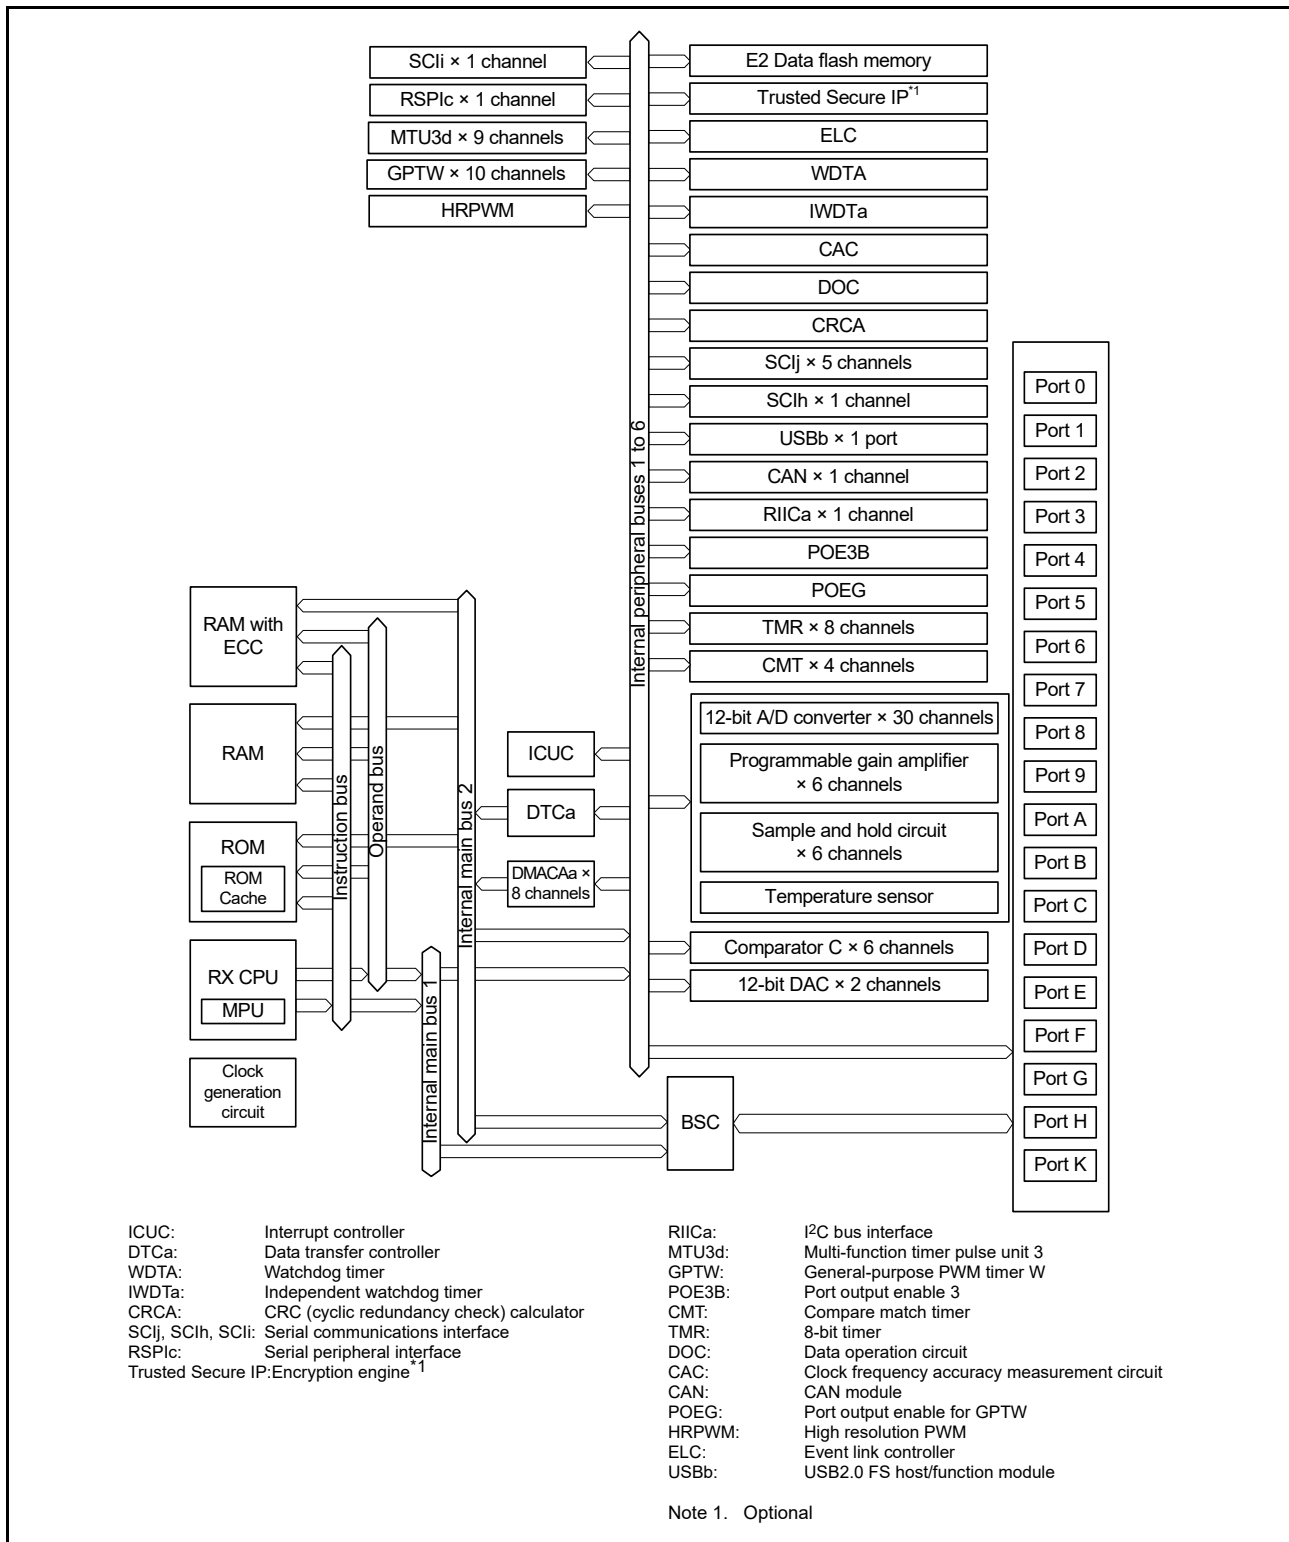 SCIi × 1 channel
RSPIc × 1 channel
MTU3d × 9 channels
GPTW × 10 channels
HRPWM
E2 Data flash memory
Trusted Secure IP*1
ELC
WDTA
IWDTa
CAC
DOC
CRCA
SCIj × 5 channels
SCIh × 1 channel
USBb × 1 port
CAN × 1 channel
RIICa × 1 channel
POE3B
POEG
TMR × 8 channels
CMT × 4 channels
12-bit A/D converter × 30 channels
Programmable gain amplifier
× 6 channels
Sample and hold circuit
× 6 channels
Temperature sensor
Comparator C × 6 channels
12-bit DAC × 2 channels
Internal peripheral buses 1 to 6
Port 0
Port 1
Port 2
Port 3
Port 4
Port 5
Port 6
Port 7
Port 8
Port 9
Port A
Port B
Port C
Port D
Port E
Port F
Port G
Port H
Port K
RAM with
ECC
RAM
ROM
ROM
Cache
RX CPU
MPU
Clock
generation
circuit
Instruction bus
Operand bus
Internal main bus 1
Internal main bus 2
ICUC
DTCa
DMACAa ×
8 channels
BSC
ICUC: Interrupt controller
DTCa: Data transfer controller
WDTA: Watchdog timer
IWDTa: Independent watchdog timer
CRCA: CRC (cyclic redundancy check) calculator
SCIj, SCIh, SCIi: Serial communications interface
RSPIc: Serial peripheral interface
Trusted Secure IP:Encryption engine*1
RIICa: I2C bus interface
MTU3d: Multi-function timer pulse unit 3
GPTW: General-purpose PWM timer W
POE3B: Port output enable 3
CMT: Compare match timer
TMR: 8-bit timer
DOC: Data operation circuit
CAC: Clock frequency accuracy measurement circuit
CAN: CAN module
POEG: Port output enable for GPTW
HRPWM: High resolution PWM
ELC: Event link controller
USBb: USB2.0 FS host/function module
Note 1. Optional